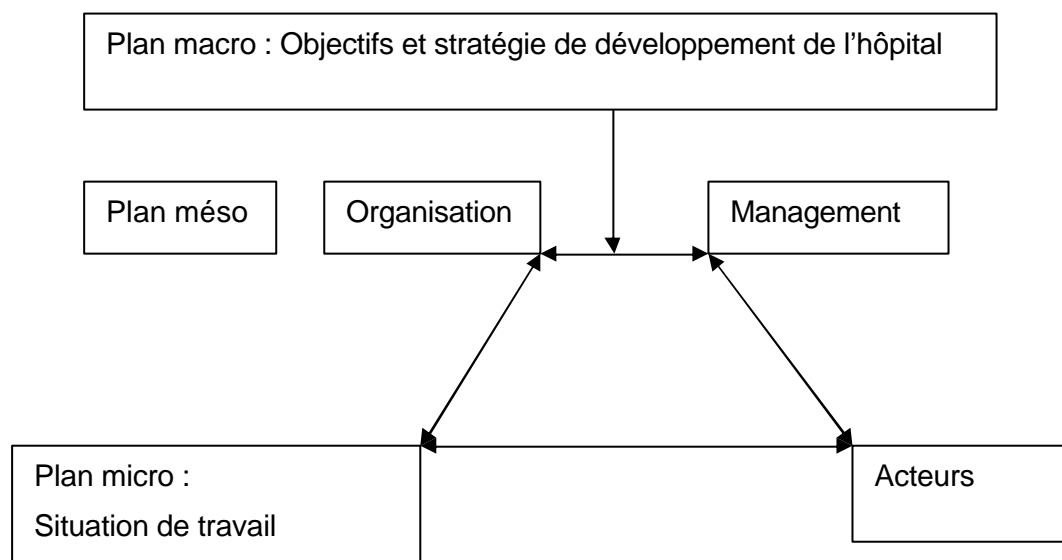 Plan macro : Objectifs et stratégie de développement de l'hôpital
Plan méso
Organisation
Management
Plan micro :
Situation de travail
Acteurs